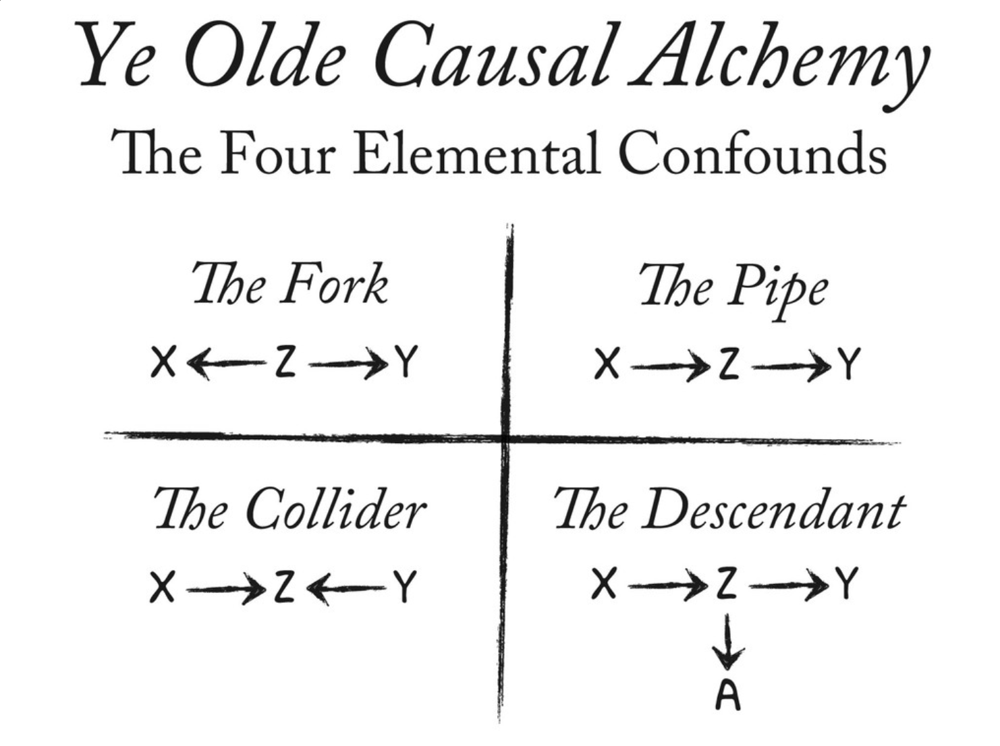 Ye Olde Causal Alchemy
The Four Elemental Confounds
The Fork
X ← Z → Y
The Pipe
X → Z → Y
The Collider
X → Z ← Y
The Descendant
X → Z → Y
↓
A